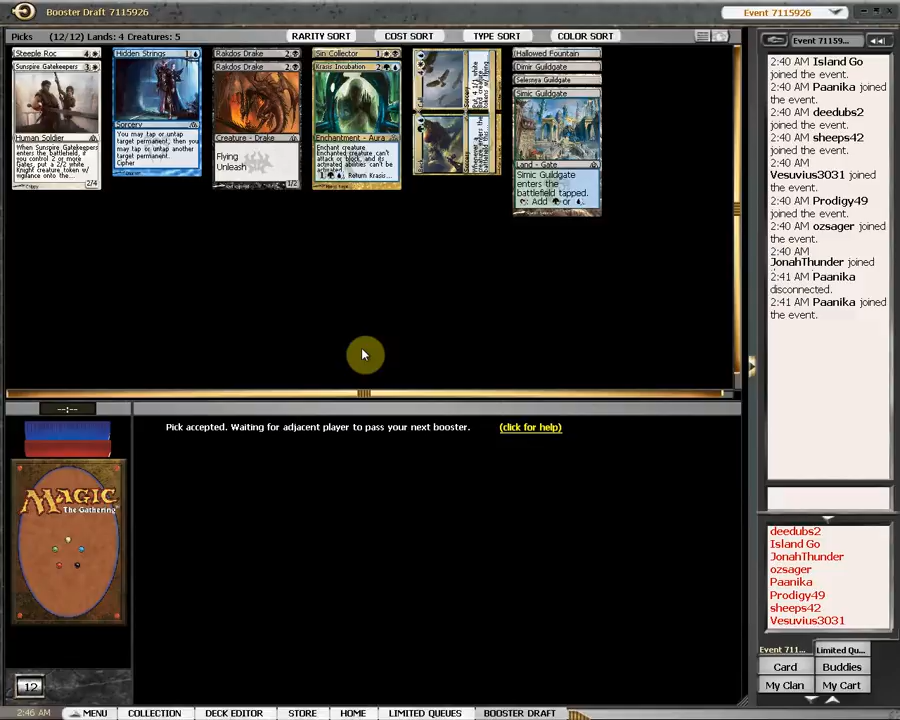 Booster Draft 7115926
Event 7115926
Picks (12/12) Lands: 4 Creatures: 5
RARITY SORT
COST SORT
TYPE SORT
COLOR SORT
Event 71159...
Steeple Roc
Sunspire Gatekeepers
Human Soldier
When Sunspire Gatekeepers
enters the battlefield, if
you control 2 or more
Gates, put a 2/2 white
Knight creature token w/
vigilance onto the...
2/4
Hidden Strings
Sorcery
You may tap or untap
target permanent, then you
may tap or untap another
target permanent.
Cipher
Rakdos Drake
Rakdos Drake
Creature - Drake
Flying
Unleash
1/2
Sin Collector
Krasis Incubation
Enchantment - Aura
Enchant creature
Enchanted creature can't
attack or block, and its
activated abilities can't be
activated.
Return Krasis...
Hallowed Fountain
Dimir Guildgate
Selesnya Guildgate
Simic Guildgate
Land - Gate
Simic Guildgate
enters the
battlefield tapped.
: Add or .
2:40 AM Island Go
joined the event.
2:40 AM Paanika
joined the event.
2:40 AM deedubs2
joined the event.
2:40 AM sheeps42
joined the event.
2:40 AM
Vesuvius3031 joined
the event.
2:40 AM Prodigy49
joined the event.
2:40 AM ozsager
joined the event.
2:40 AM
JonahThunder joined
2:41 AM Paanika
disconnected.
2:41 AM Paanika
joined the event.
--:--
Pick accepted. Waiting for adjacent player to pass your next booster.
(click for help)
MAGIC
The Gathering
12
deedubs2
Island Go
JonahThunder
ozsager
Paanika
Prodigy49
sheeps42
Vesuvius3031
Event 711...
Limited Qu...
Card
Buddies
My Clan
My Cart
2:46 AM
MENU
COLLECTION
DECK EDITOR
STORE
HOME
LIMITED QUEUES
BOOSTER DRAFT